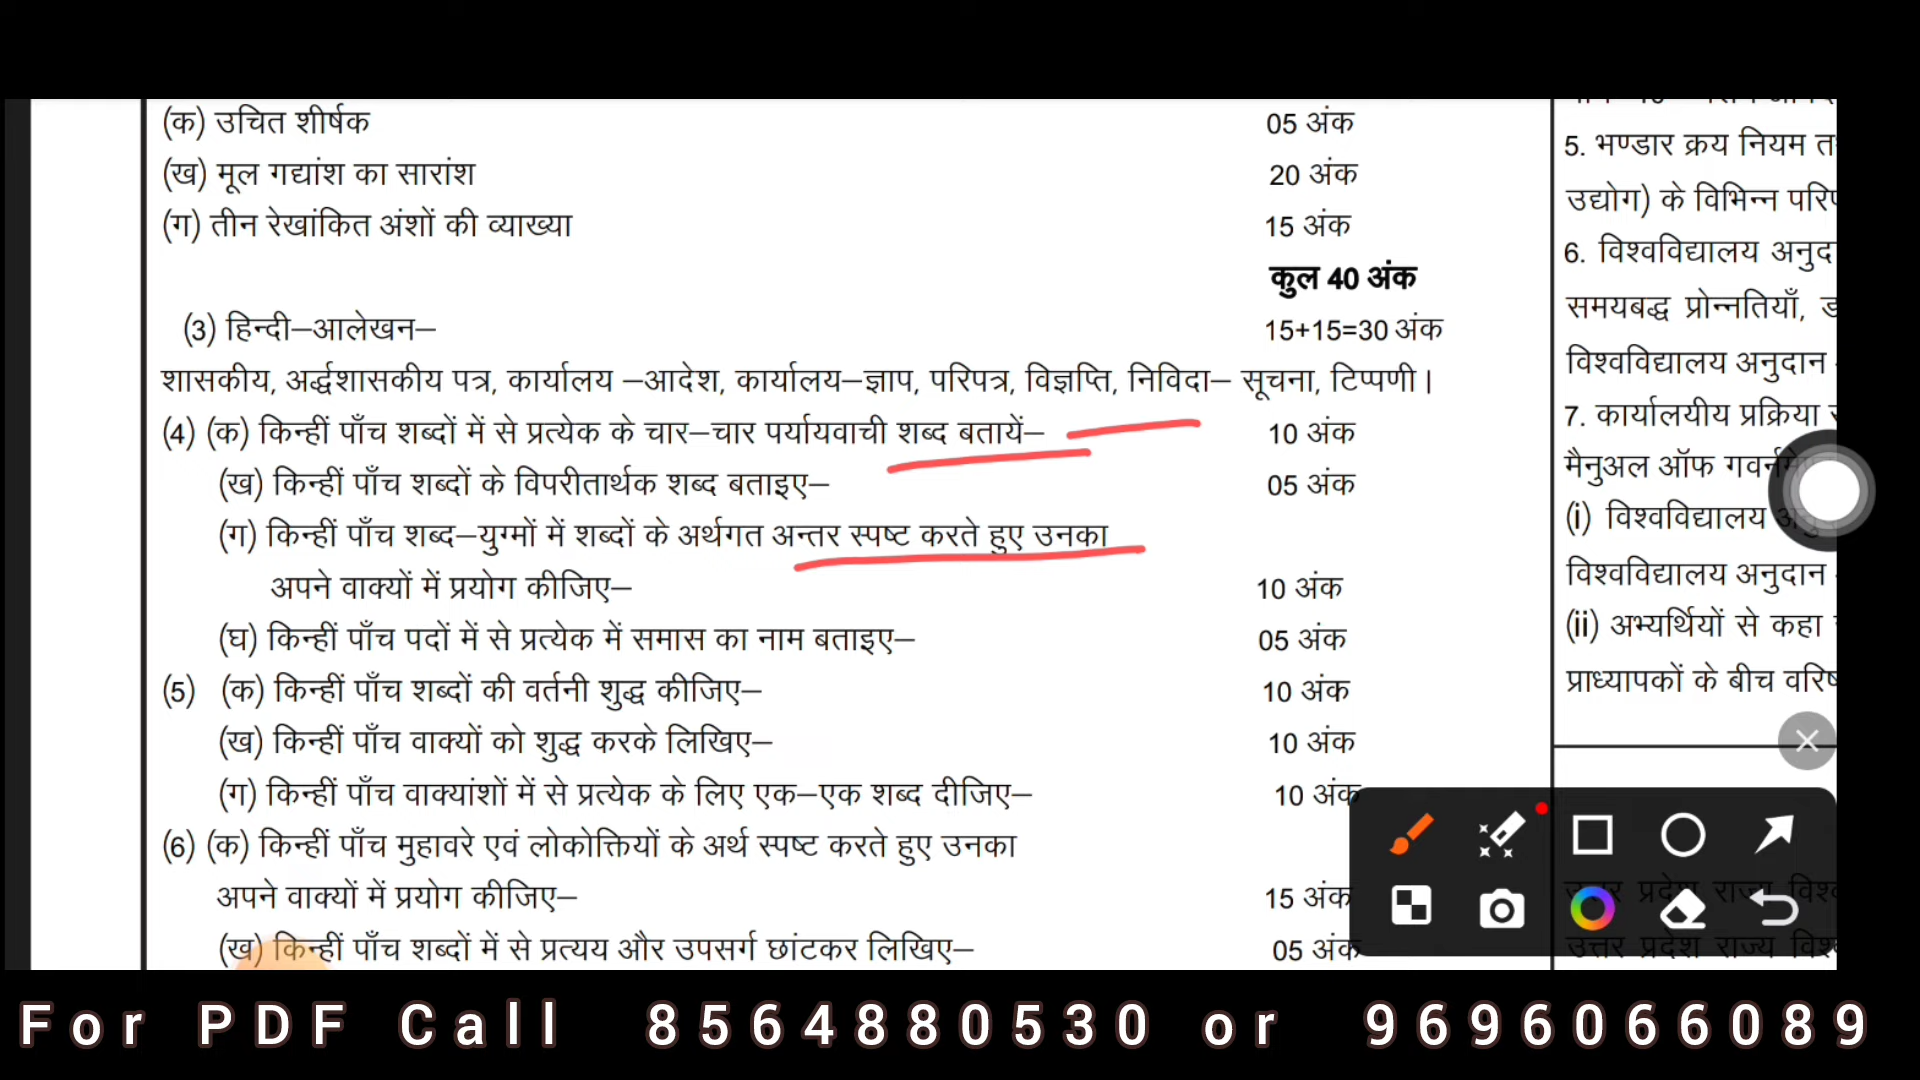 (क) उचित शीर्षक 05 अंक
(ख) मूल गद्यांश का सारांश 20 अंक
(ग) तीन रेखांकित अंशों की व्याख्या 15 अंक
कुल 40 अंक
(3) हिन्दी–आलेखन– 15+15=30 अंक
शासकीय, अर्द्धशासकीय पत्र, कार्यालय –आदेश, कार्यालय–ज्ञाप, परिपत्र, विज्ञप्ति, निविदा– सूचना, टिप्पणी।
(4) (क) किन्हीं पाँच शब्दों में से प्रत्येक के चार–चार पर्यायवाची शब्द बतायें– 10 अंक
(ख) किन्हीं पाँच शब्दों के विपरीतार्थक शब्द बताइए– 05 अंक
(ग) किन्हीं पाँच शब्द–युग्मों में शब्दों के अर्थगत अन्तर स्पष्ट करते हुए उनका
अपने वाक्यों में प्रयोग कीजिए– 10 अंक
(घ) किन्हीं पाँच पदों में से प्रत्येक में समास का नाम बताइए– 05 अंक
(5) (क) किन्हीं पाँच शब्दों की वर्तनी शुद्ध कीजिए– 10 अंक
(ख) किन्हीं पाँच वाक्यों को शुद्ध करके लिखिए– 10 अंक
(ग) किन्हीं पाँच वाक्यांशों में से प्रत्येक के लिए एक–एक शब्द दीजिए– 10 अंक
(6) (क) किन्हीं पाँच मुहावरे एवं लोकोक्तियों के अर्थ स्पष्ट करते हुए उनका
अपने वाक्यों में प्रयोग कीजिए– 15 अंक
(ख) किन्हीं पाँच शब्दों में से प्रत्यय और उपसर्ग छांटकर लिखिए– 05 अंक
5. भण्डार क्रय नियम
उद्योग) के विभिन्न
6. विश्वविद्यालय
समयबद्ध प्रोन्नतियाँ,
विश्वविद्यालय अनुदान
7. कार्यालयीय प्रक्रिया
मैनुअल ऑफ
(i) विश्वविद्यालय
विश्वविद्यालय अनुदान
(ii) अभ्यर्थियों से कहा
प्राध्यापकों के बीच
उत्तर प्रदेश राज्य
उत्तर प्रदेश राज्य
For PDF Call 8564880530 or 9696066089